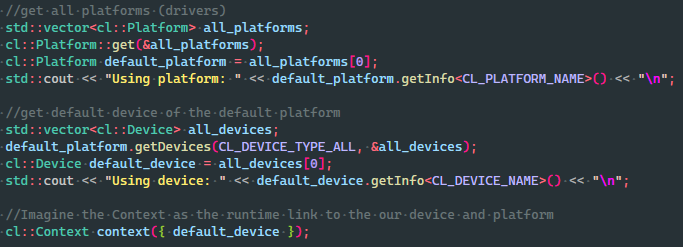 //get all platforms (drivers)
std::vector<cl::Platform> all_platforms;
cl::Platform::get(&all_platforms);
cl::Platform default_platform = all_platforms[0];
std::cout << "Using platform: " << default_platform.getInfo<CL_PLATFORM_NAME>() << "\n";

//get default device of the default platform
std::vector<cl::Device> all_devices;
default_platform.getDevices(CL_DEVICE_TYPE_ALL, &all_devices);
cl::Device default_device = all_devices[0];
std::cout << "Using device: " << default_device.getInfo<CL_DEVICE_NAME>() << "\n";

//Imagine the Context as the runtime link to the our device and platform
cl::Context context({ default_device });